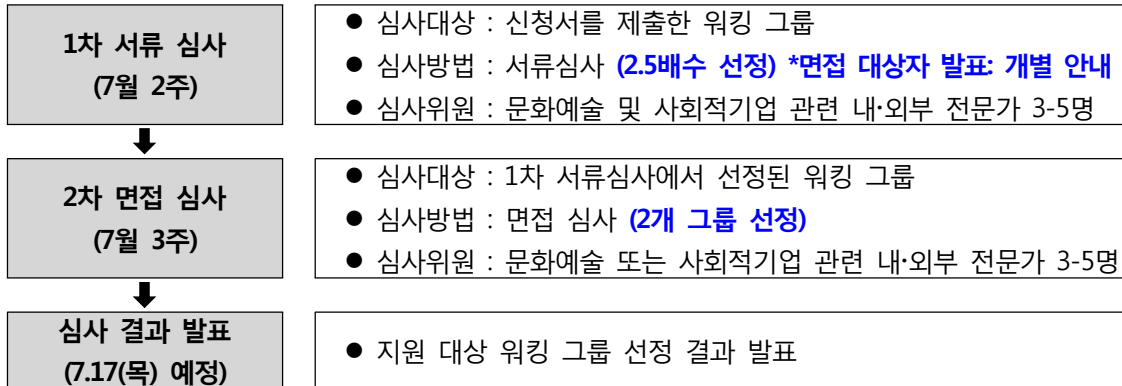 1차 서류 심사
(7월 2주)
● 심사대상 : 신청서를 제출한 워킹 그룹
● 심사방법 : 서류심사 (2.5배수 선정) *면접 대상자 발표: 개별 안내
● 심사위원 : 문화예술 및 사회적기업 관련 내·외부 전문가 3-5명
2차 면접 심사
(7월 3주)
● 심사대상 : 1차 서류심사에서 선정된 워킹 그룹
● 심사방법 : 면접 심사 (2개 그룹 선정)
● 심사위원 : 문화예술 또는 사회적기업 관련 내·외부 전문가 3-5명
심사 결과 발표
(7.17(목) 예정)
● 지원 대상 워킹 그룹 선정 결과 발표